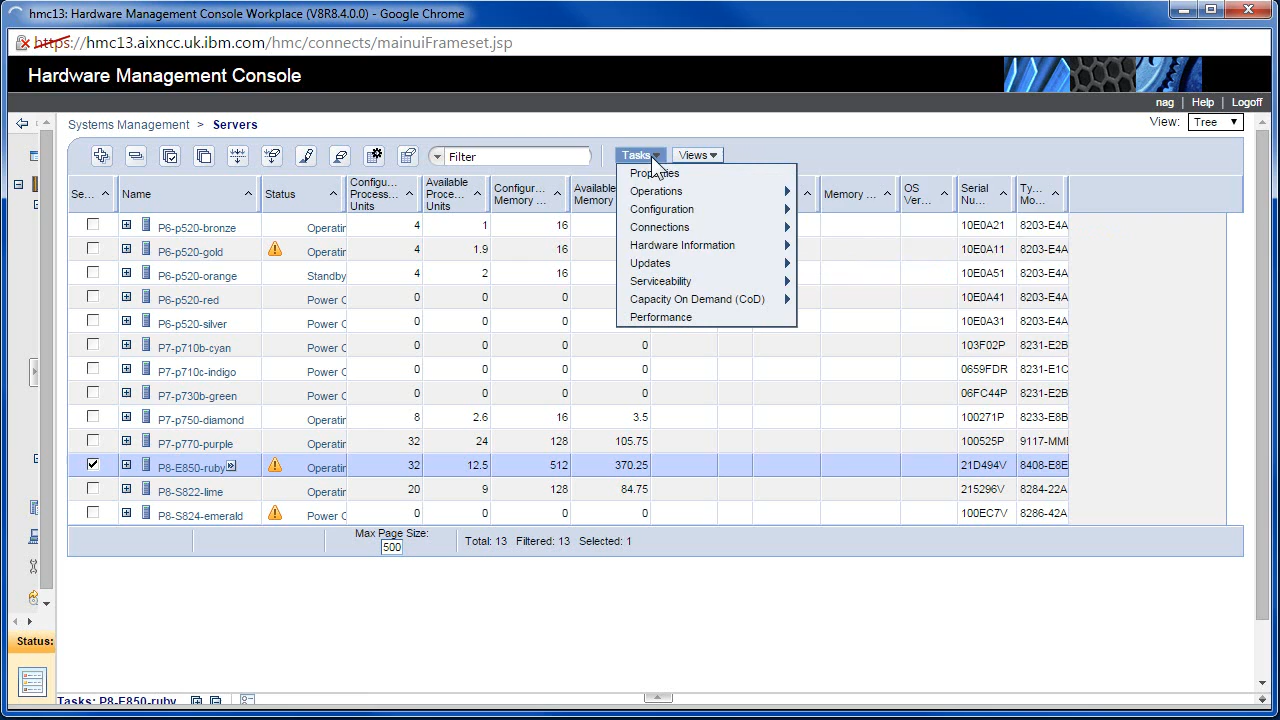 hmc13: Hardware Management Console Workplace (V8R8.4.0.0) - Google Chrome
https://hmc13.aixncc.uk.ibm.com/hmc/connects/mainuiFrameset.jsp
Hardware Management Console
nag | Help | Logoff
Systems Management > Servers
View: Tree
Filter
Tasks
Views
Se... Name Status Configu... Process... Units Available Proce... Units Configur... Memory ... Available Memory Memory ... OS Ver... Serial Nu... Ty... Mo...
Properties
Operations
Configuration
Connections
Hardware Information
Updates
Serviceability
Capacity On Demand (CoD)
Performance
P6-p520-bronze Operatin 4 1 16 10E0A21 8203-E4A
P6-p520-gold Operatin 4 1.9 16 10E0A11 8203-E4A
P6-p520-orange Standby 4 2 16 10E0A51 8203-E4A
P6-p520-red Power O 0 0 0 10E0A41 8203-E4A
P6-p520-silver Power O 0 0 0 10E0A31 8203-E4A
P7-p710b-cyan Power O 0 0 0 0 103F02P 8231-E2B
P7-p710c-indigo Power O 0 0 0 0 0659FDR 8231-E1C
P7-p730b-green Power O 0 0 0 0 06FC44P 8231-E2B
P7-p750-diamond Operatin 8 2.6 16 3.5 100271P 8233-E8B
P7-p770-purple Operatin 32 24 128 105.75 100525P 9117-MMB
P8-E850-ruby Operatin 32 12.5 512 370.25 21D494V 8408-E8E
P8-S822-lime Operatin 20 9 128 84.75 215296V 8284-22A
P8-S824-emerald Power O 0 0 0 0 100EC7V 8286-42A
Max Page Size:
500
Total: 13 Filtered: 13 Selected: 1
Status:
Tasks: P8-E850-ruby